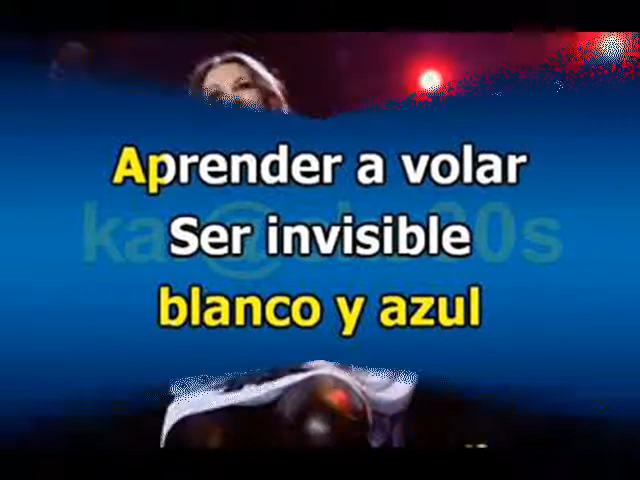 Aprender a volar
Ser invisible
blanco y azul